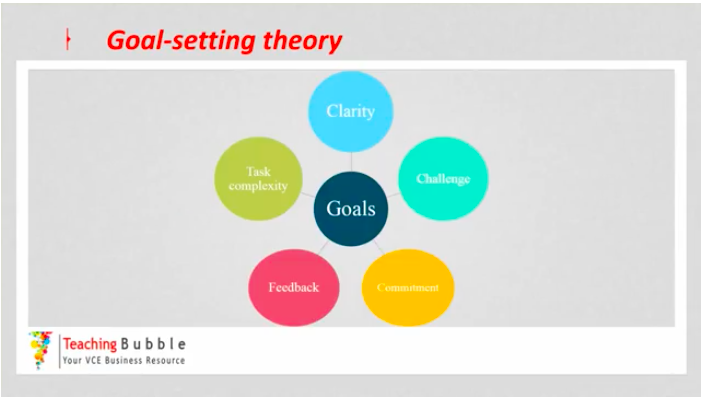 Goal-setting theory
Clarity
Task
complexity
Challenge
Goals
Feedback
Commitment
Teaching Bubble
Your VCE Business Resource